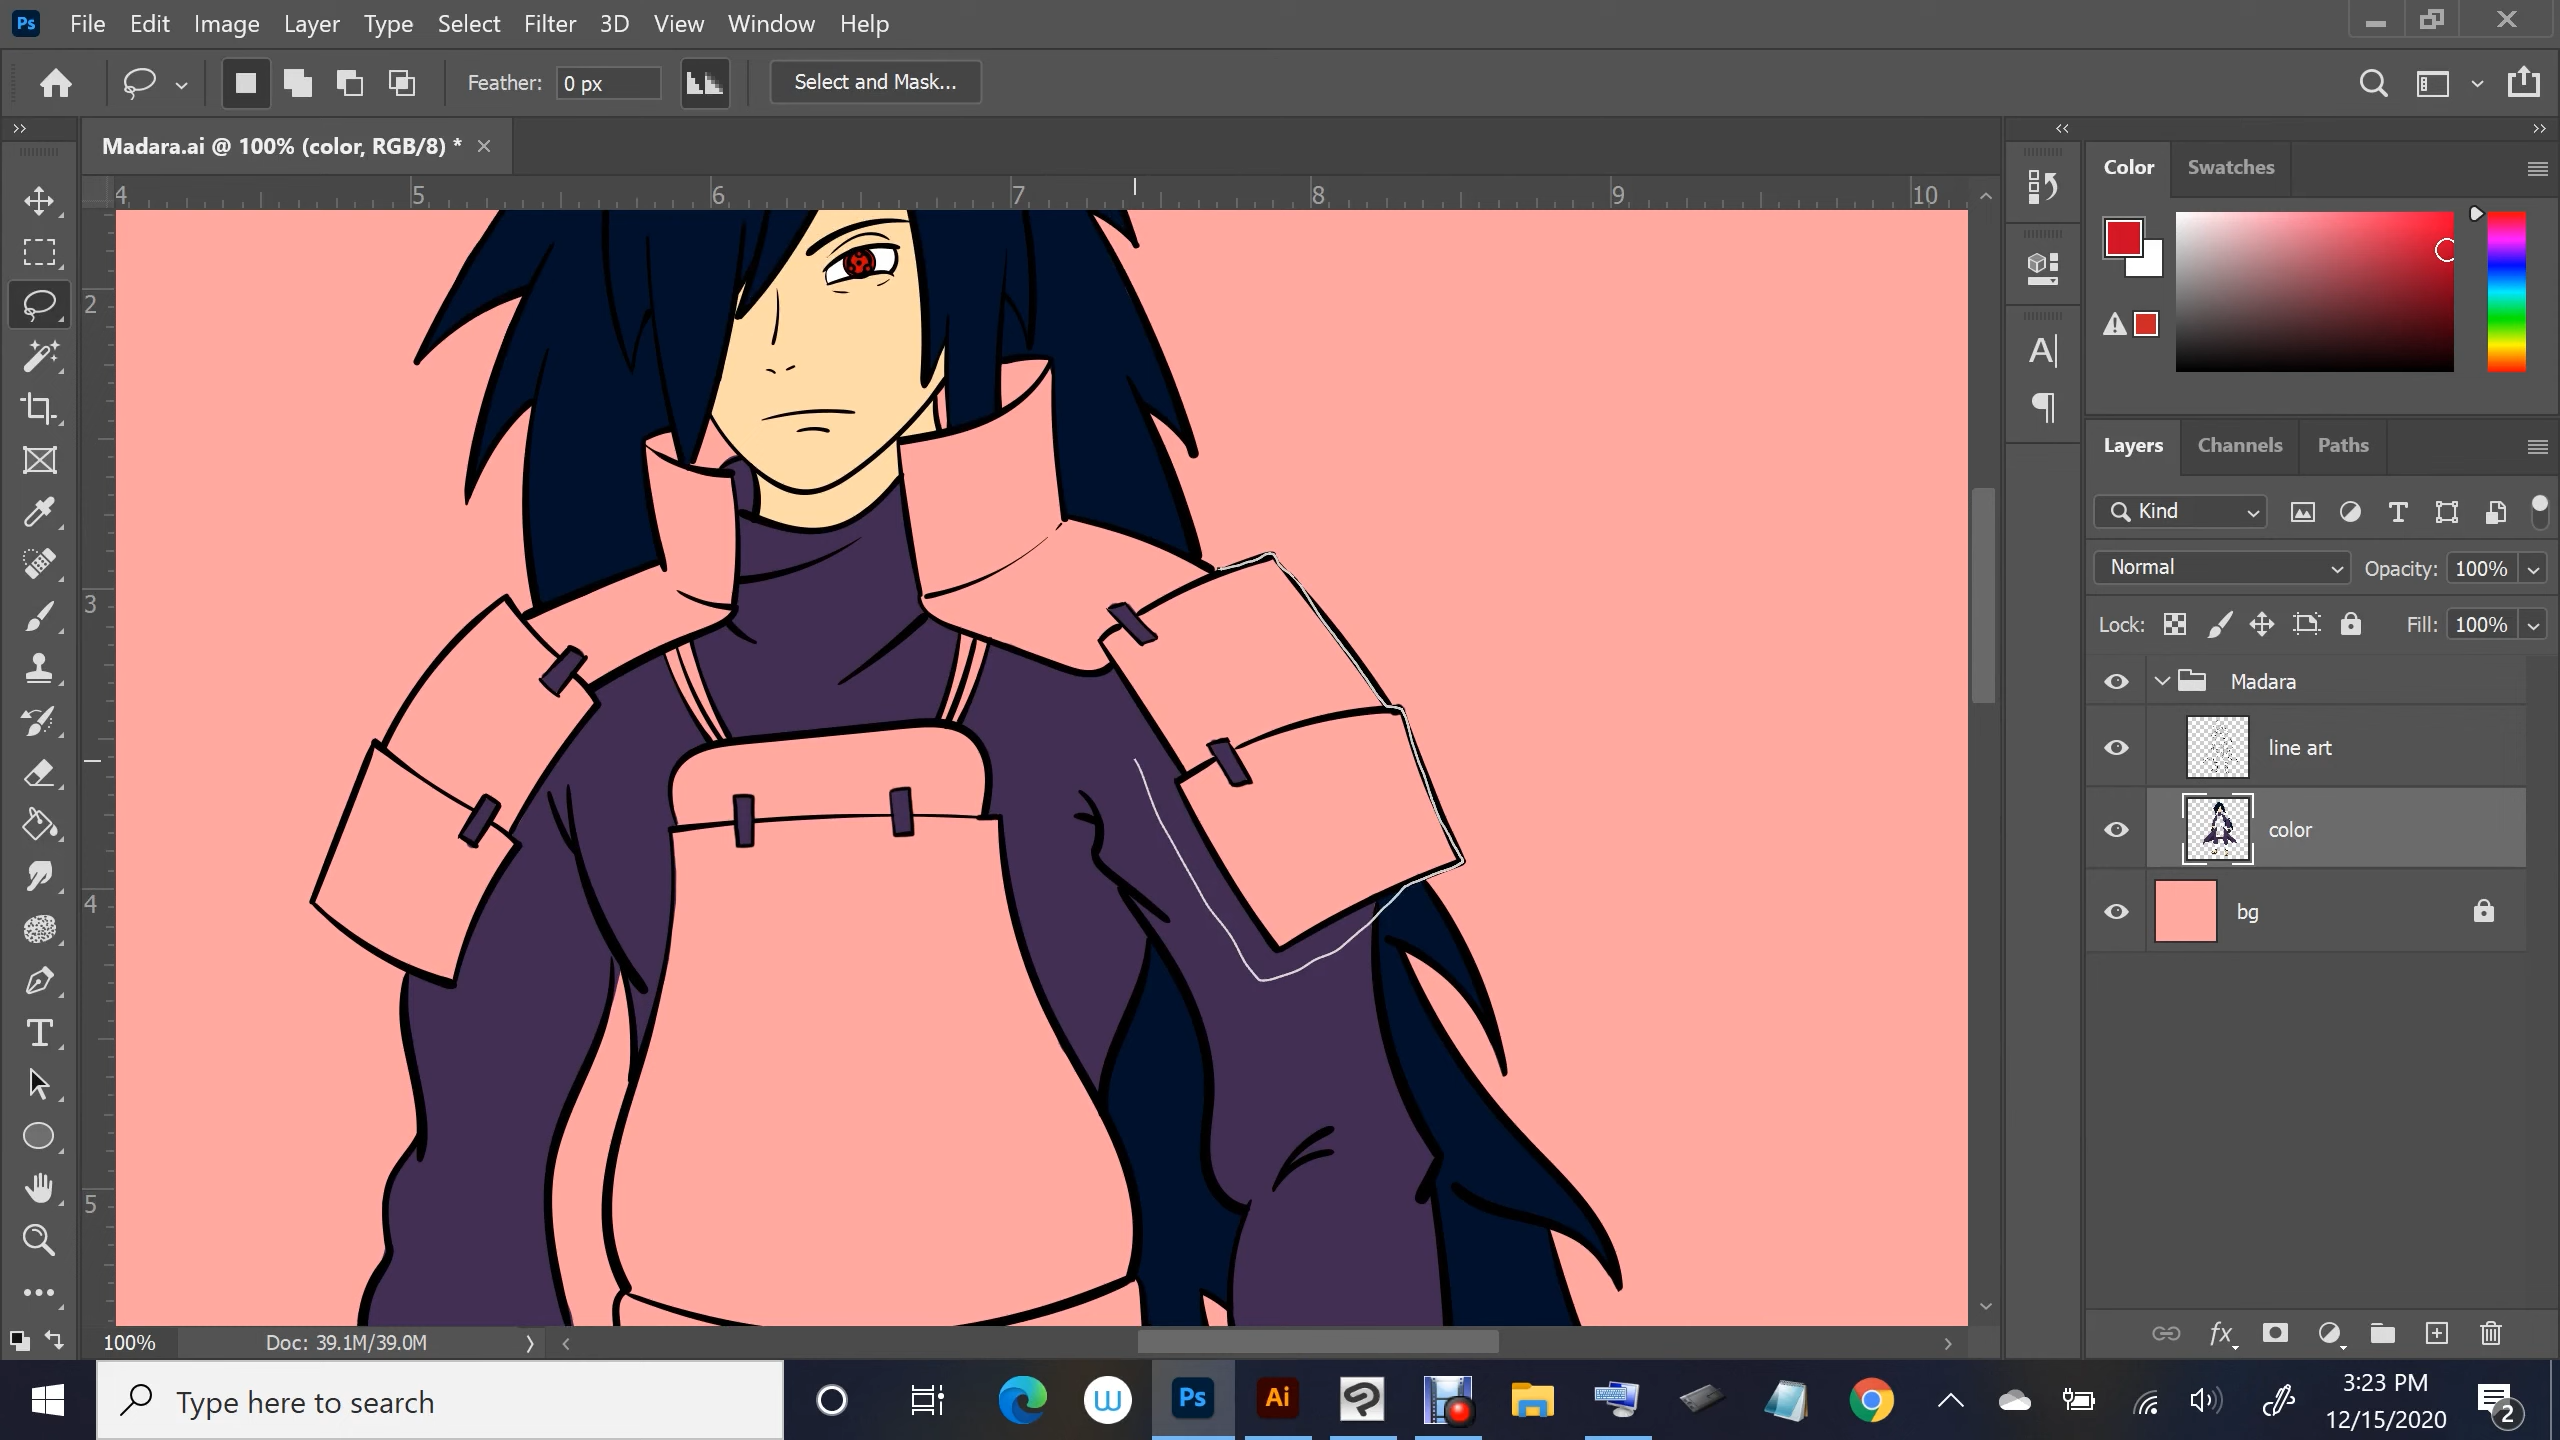 Ps File Edit Image Layer Type Select Filter 3D View Window Help
Feather: 0 px Select and Mask...
Madara.ai @ 100% (color, RGB/8) * ×
4 5 6 7 8 9 10
2
3
4
5
Color Swatches
Layers Channels Paths
Kind
Normal Opacity: 100%
Lock: Fill: 100%
Madara
line art
color
bg
100% Doc: 39.1M/39.0M
Type here to search
Ps Ai
3:23 PM
12/15/2020
2